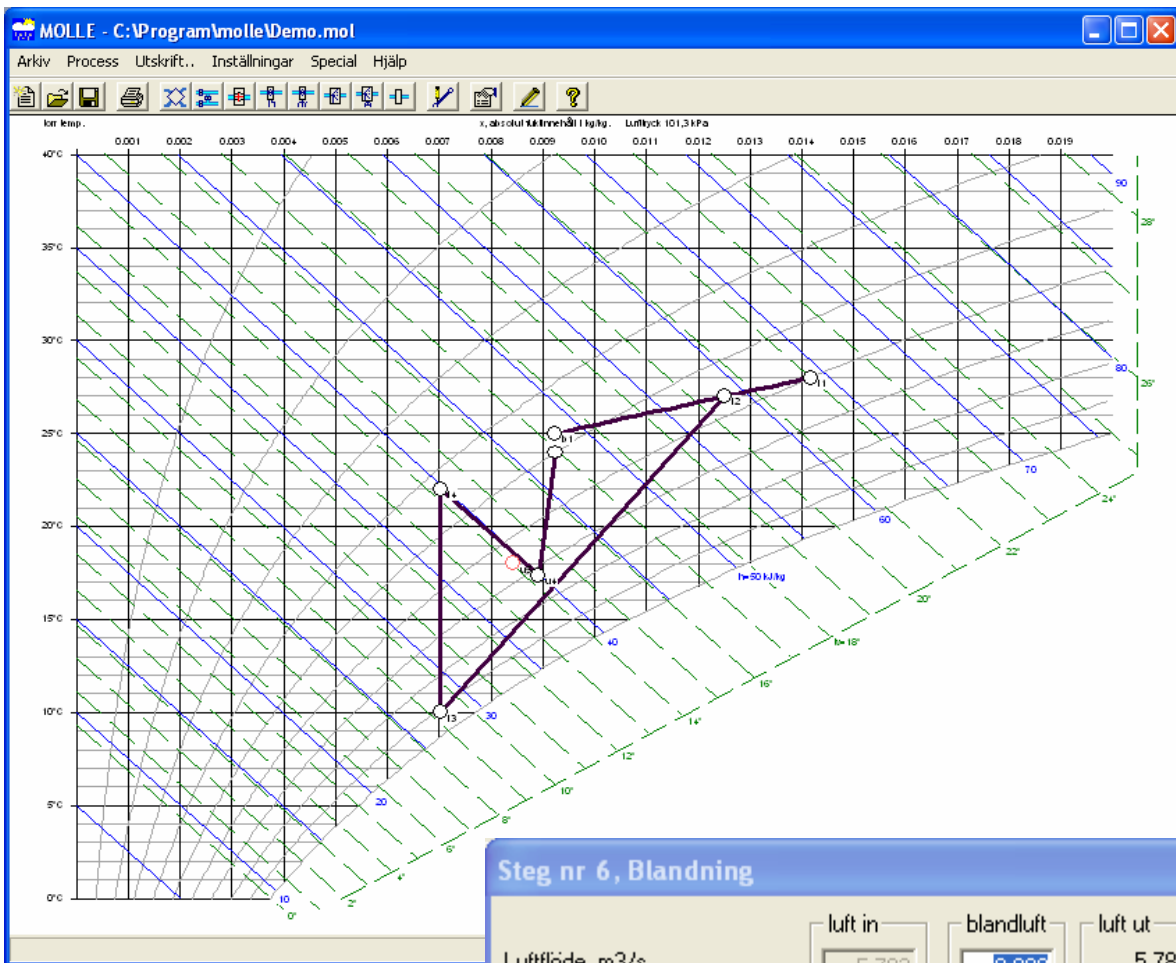 MOLLE - C:\Program\molle\Demo.mol
Arkiv Process Utskrift.. Inställningar Special Hjälp
torr temp. x, absolut fuktinnehåll i kg/kg. Lufttryck 101,3 kPa
0.001 0.002 0.003 0.004 0.005 0.006 0.007 0.008 0.009 0.010 0.011 0.012 0.013 0.014 0.015 0.016 0.017 0.018 0.019
40°C
90
28°
35°C
30°C
80
26°
I1
I2
25°C
b1
70
24°
20°C
60
22°
h=50 kJ/kg
20°
15°C
40
tv=18°
16°
10°C
I3
30
14°
12°
10°
5°C
20
8°
6°
4°
0°C
10
2°
0°
Steg nr 6, Blandning
luft in blandluft luft ut
Luftflöde, m3/s